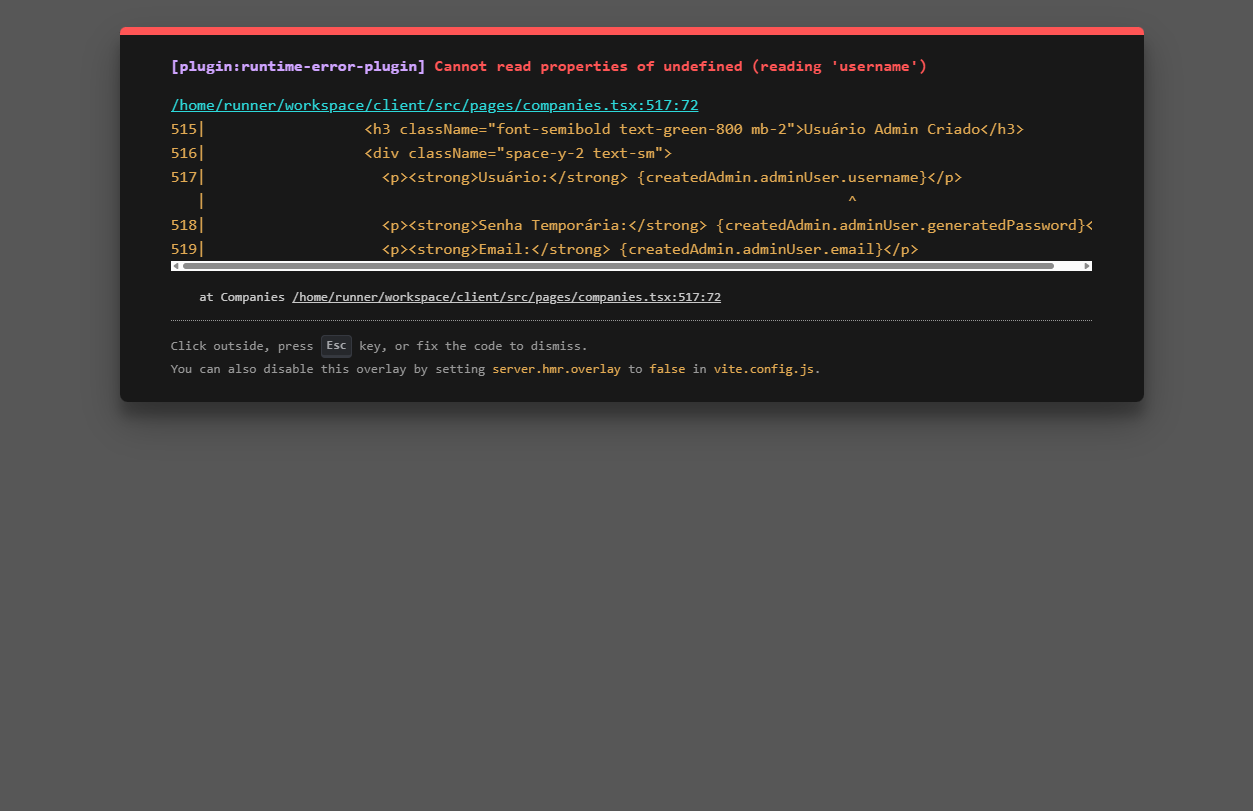 [plugin:runtime-error-plugin] Cannot read properties of undefined (reading 'username')
/home/runner/workspace/client/src/pages/companies.tsx:517:72
515|                  <h3 className="font-semibold text-green-800 mb-2">Usuário Admin Criado</h3>
516|                  <div className="space-y-2 text-sm">
517|                    <p><strong>Usuário:</strong> {createdAdmin.adminUser.username}</p>
   |                                                                         ^
518|                    <p><strong>Senha Temporária:</strong> {createdAdmin.adminUser.generatedPassword}<
519|                    <p><strong>Email:</strong> {createdAdmin.adminUser.email}</p>
at Companies /home/runner/workspace/client/src/pages/companies.tsx:517:72
Click outside, press Esc key, or fix the code to dismiss.
You can also disable this overlay by setting server.hmr.overlay to false in vite.config.js.